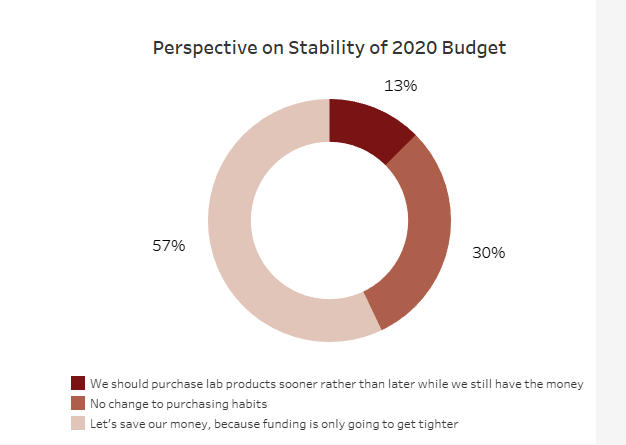 Perspective on Stability of 2020 Budget
13%
57%
30%
We should purchase lab products sooner rather than later while we still have the money
No change to purchasing habits
Let’s save our money, because funding is only going to get tighter